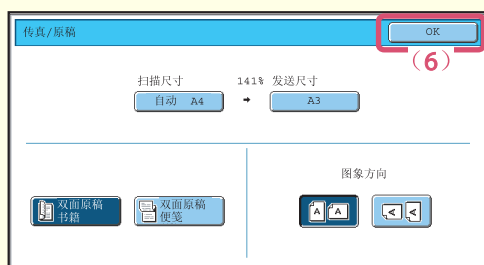 传真/原稿
OK
(6)
扫描尺寸 141% 发送尺寸
自动 A4 → A3
图象方向
双面原稿
书籍
双面原稿
便笺
A A
A A